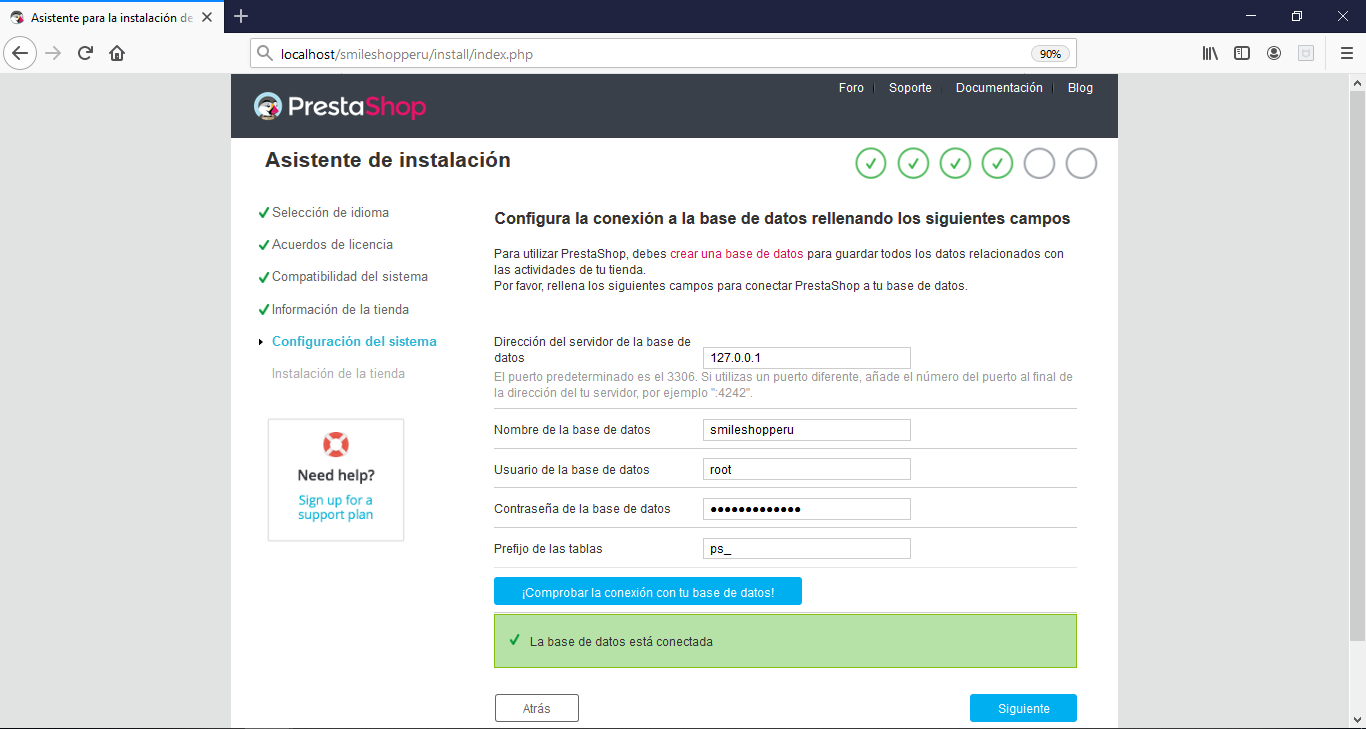 Asistente para la instalación de
localhost/smileshopperu/install/index.php
90%
PrestaShop
Foro
Soporte
Documentación
Blog
Asistente de instalación
Selección de idioma
Acuerdos de licencia
Compatibilidad del sistema
Información de la tienda
Configuración del sistema
Instalación de la tienda
Need help?
Sign up for a
support plan
Configura la conexión a la base de datos rellenando los siguientes campos
Para utilizar PrestaShop, debes crear una base de datos para guardar todos los datos relacionados con
las actividades de tu tienda.
Por favor, rellena los siguientes campos para conectar PrestaShop a tu base de datos.
Dirección del servidor de la base de
datos
127.0.0.1
El puerto predeterminado es el 3306. Si utilizas un puerto diferente, añade el número del puerto al final de
la dirección del tu servidor, por ejemplo ":4242".
Nombre de la base de datos
smileshopperu
Usuario de la base de datos
root
Contraseña de la base de datos
●●●●●●●●●●●●●
Prefijo de las tablas
ps_
¡Comprobar la conexión con tu base de datos!
La base de datos está conectada
Atrás
Siguiente